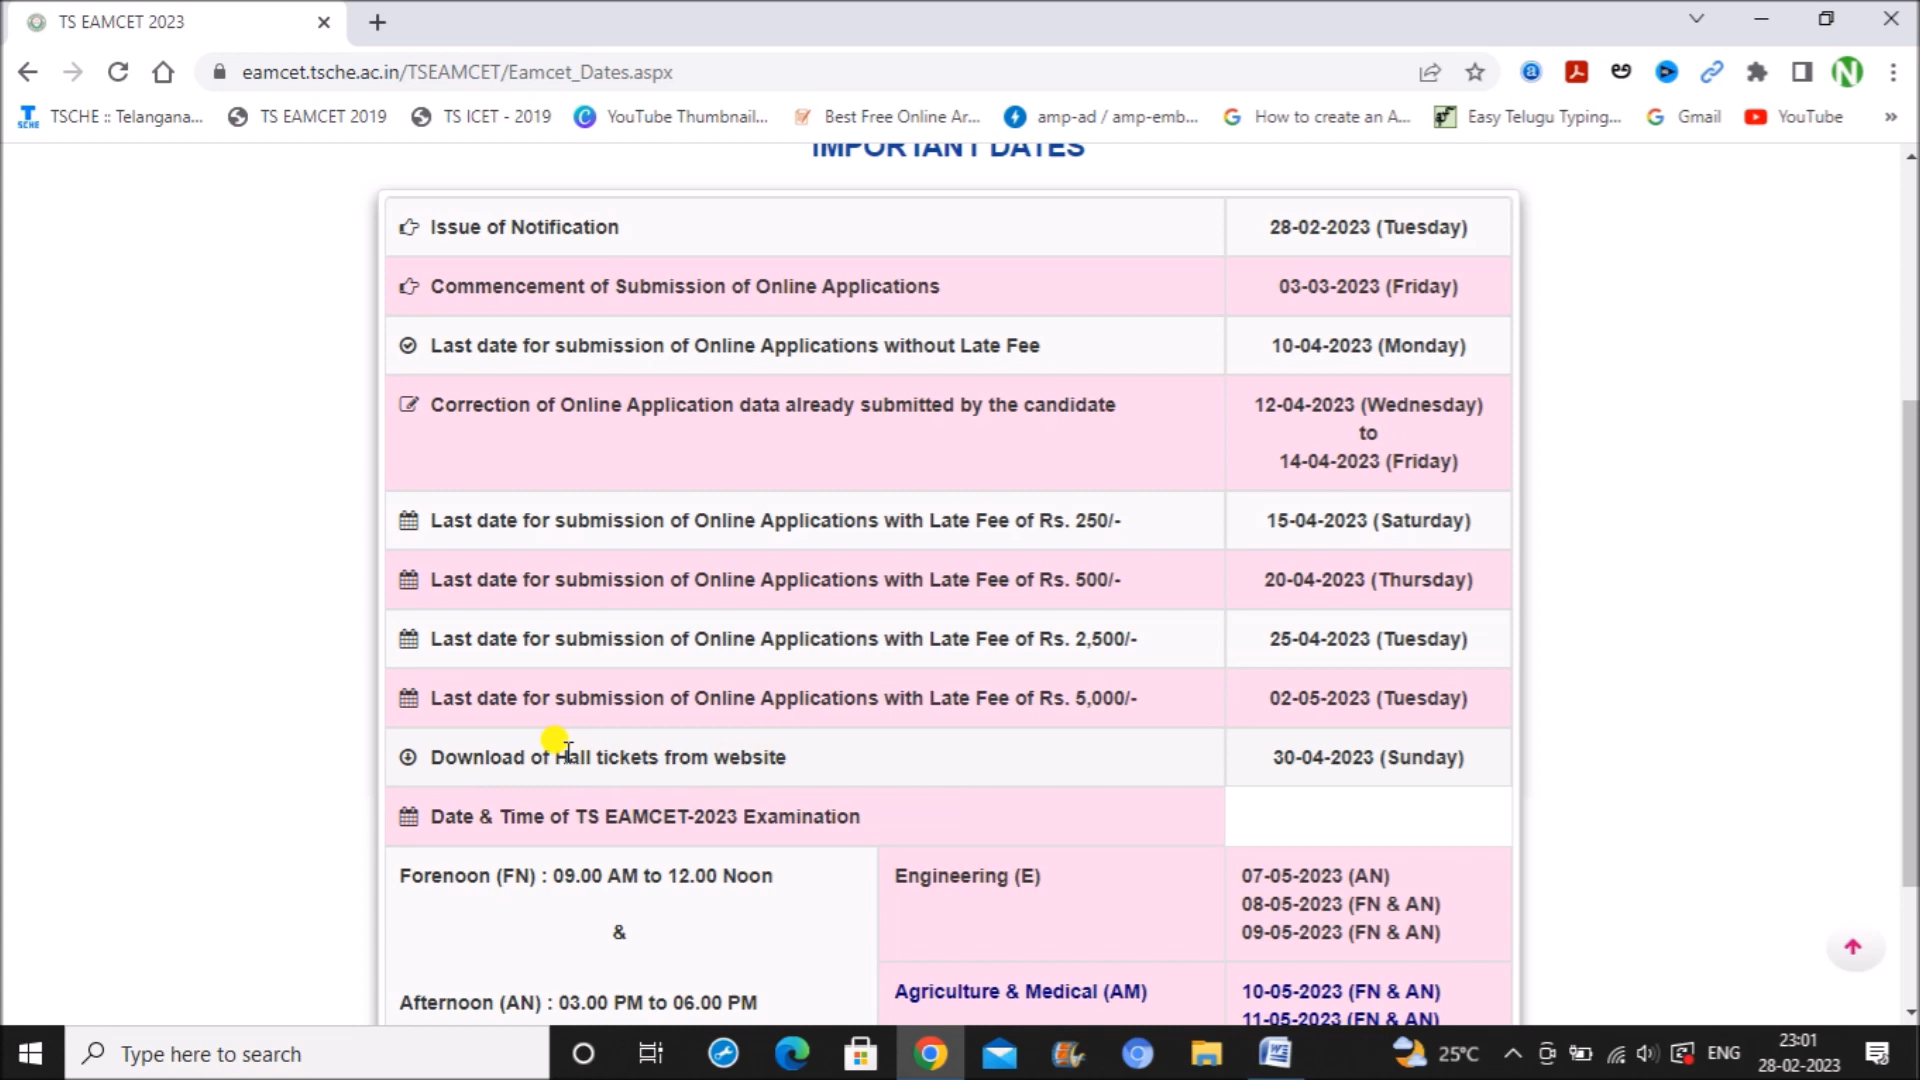 TS EAMCET 2023
eamcet.tsche.ac.in/TSEAMCET/Eamcet_Dates.aspx
TSCHE :: Telangana... TS EAMCET 2019 TS ICET - 2019 YouTube Thumbnail... Best Free Online Ar... amp-ad / amp-emb... How to create an A... Easy Telugu Typing... Gmail YouTube »
IMPORTANT DATES
Issue of Notification 28-02-2023 (Tuesday)
Commencement of Submission of Online Applications 03-03-2023 (Friday)
Last date for submission of Online Applications without Late Fee 10-04-2023 (Monday)
Correction of Online Application data already submitted by the candidate 12-04-2023 (Wednesday)
to
14-04-2023 (Friday)
Last date for submission of Online Applications with Late Fee of Rs. 250/- 15-04-2023 (Saturday)
Last date for submission of Online Applications with Late Fee of Rs. 500/- 20-04-2023 (Thursday)
Last date for submission of Online Applications with Late Fee of Rs. 2,500/- 25-04-2023 (Tuesday)
Last date for submission of Online Applications with Late Fee of Rs. 5,000/- 02-05-2023 (Tuesday)
Download of Hall tickets from website 30-04-2023 (Sunday)
Date & Time of TS EAMCET-2023 Examination
Forenoon (FN) : 09.00 AM to 12.00 Noon Engineering (E) 07-05-2023 (AN)
08-05-2023 (FN & AN)
& 09-05-2023 (FN & AN)
Afternoon (AN) : 03.00 PM to 06.00 PM Agriculture & Medical (AM) 10-05-2023 (FN & AN)
11-05-2023 (FN & AN)
Type here to search 25°C ENG 23:01
28-02-2023